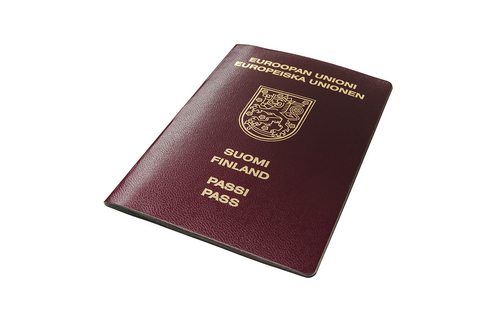 EUROOPAN UNIONI
EUROPEISKA UNIONEN
SUOMI
FINLAND
PASSI
PASS